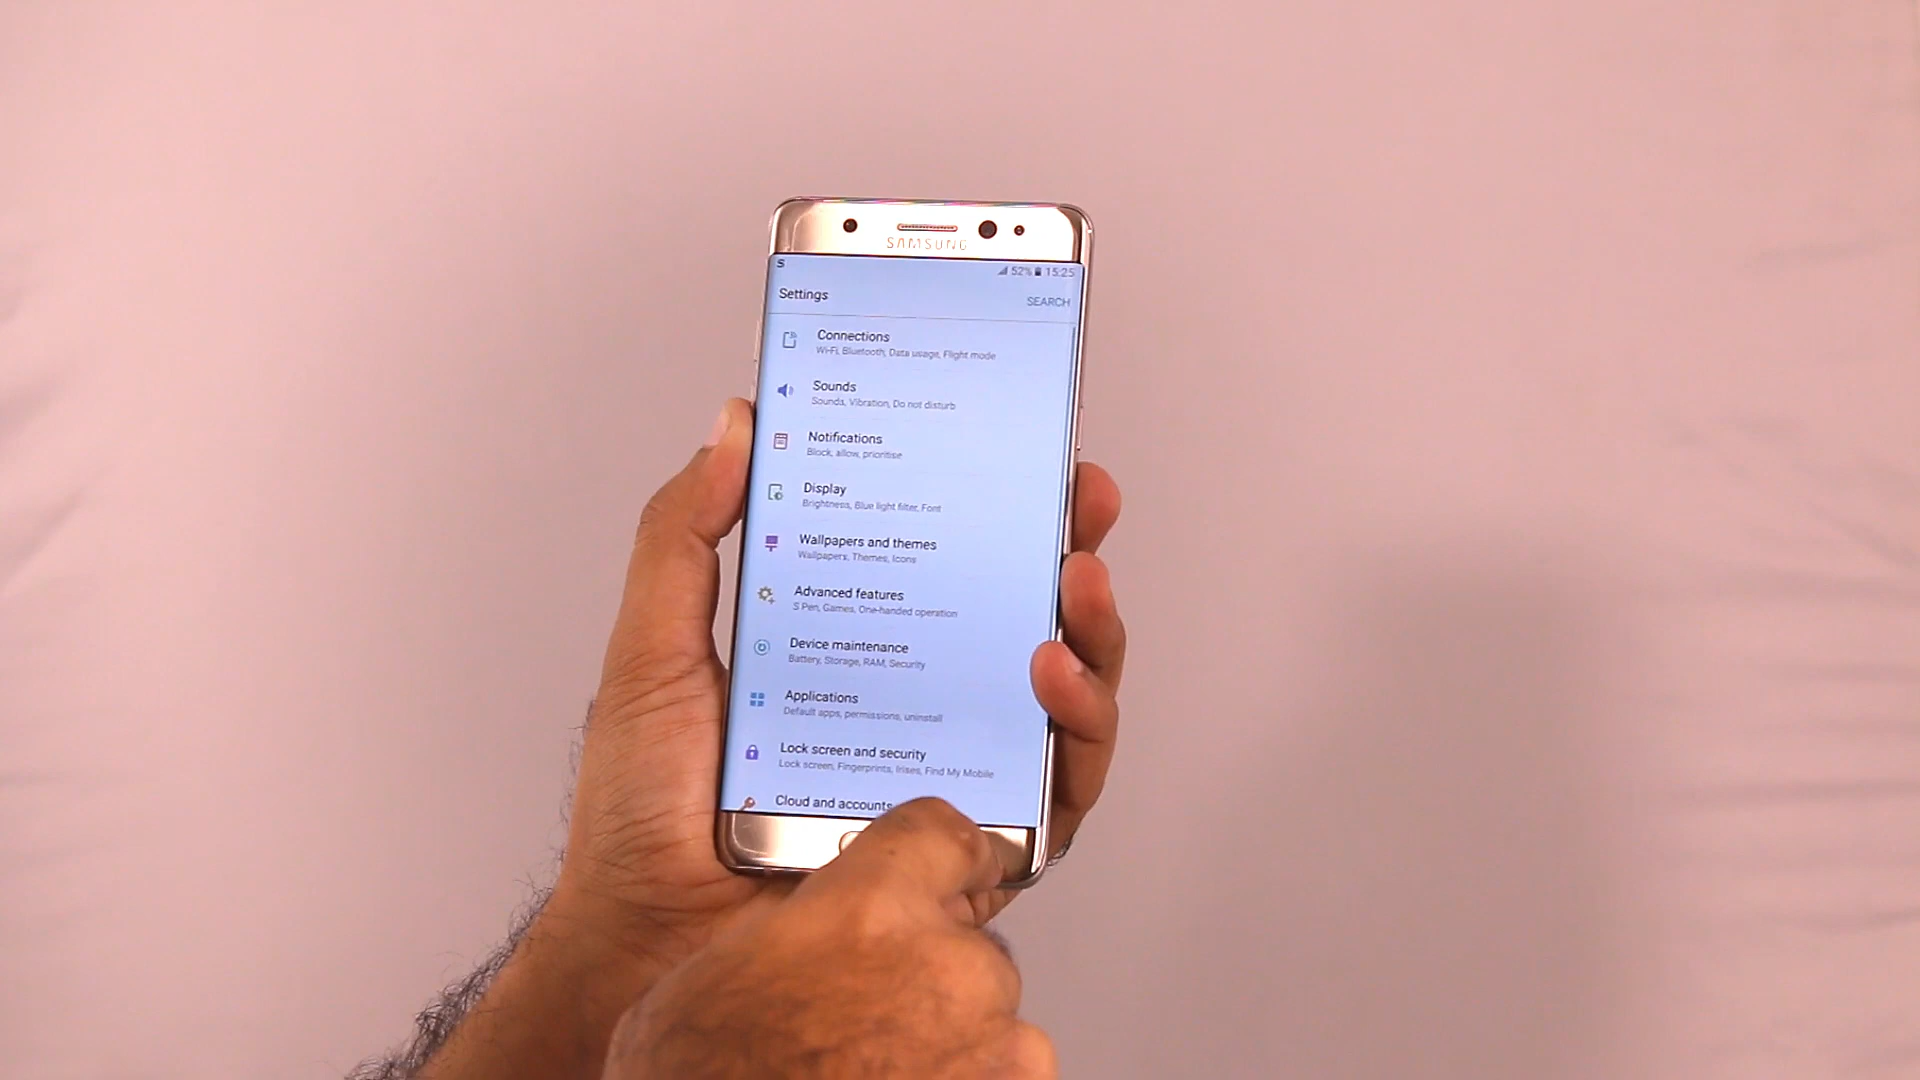 SAMSUNG
S 52% 15:25
Settings SEARCH
Connections
Wi-Fi, Bluetooth, Data usage, Flight mode
Sounds
Sounds, Vibration, Do not disturb
Notifications
Block, allow, prioritise
Display
Brightness, Blue light filter, Font
Wallpapers and themes
Wallpapers, Themes, Icons
Advanced features
S Pen, Games, One-handed operation
Device maintenance
Battery, Storage, RAM, Security
Applications
Default apps, permissions, uninstall
Lock screen and security
Lock screen, Fingerprints, Irises, Find My Mobile
Cloud and accounts